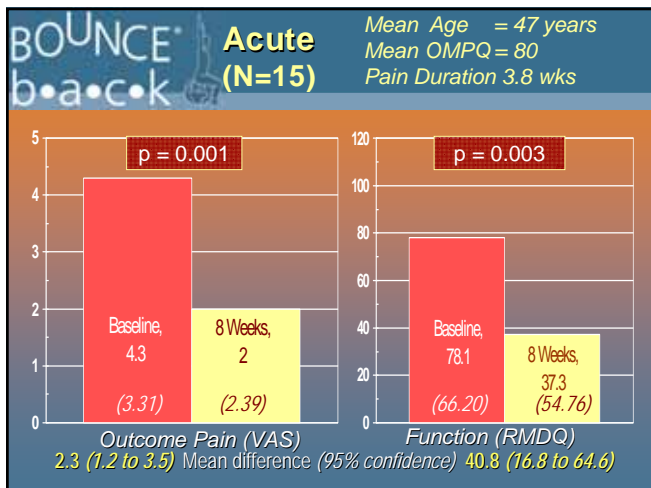 BOUNCE
b•a•c•k
Acute
(N=15)
Mean Age = 47 years
Mean OMPQ = 80
Pain Duration 3.8 wks
5
4
3
2
1
0
p = 0.001
Baseline,
4.3
(3.31)
8 Weeks,
2
(2.39)
Outcome Pain (VAS)
120
100
80
60
40
20
0
p = 0.003
Baseline,
78.1
(66.20)
8 Weeks,
37.3
(54.76)
Function (RMDQ)
2.3 (1.2 to 3.5) Mean difference (95% confidence) 40.8 (16.8 to 64.6)